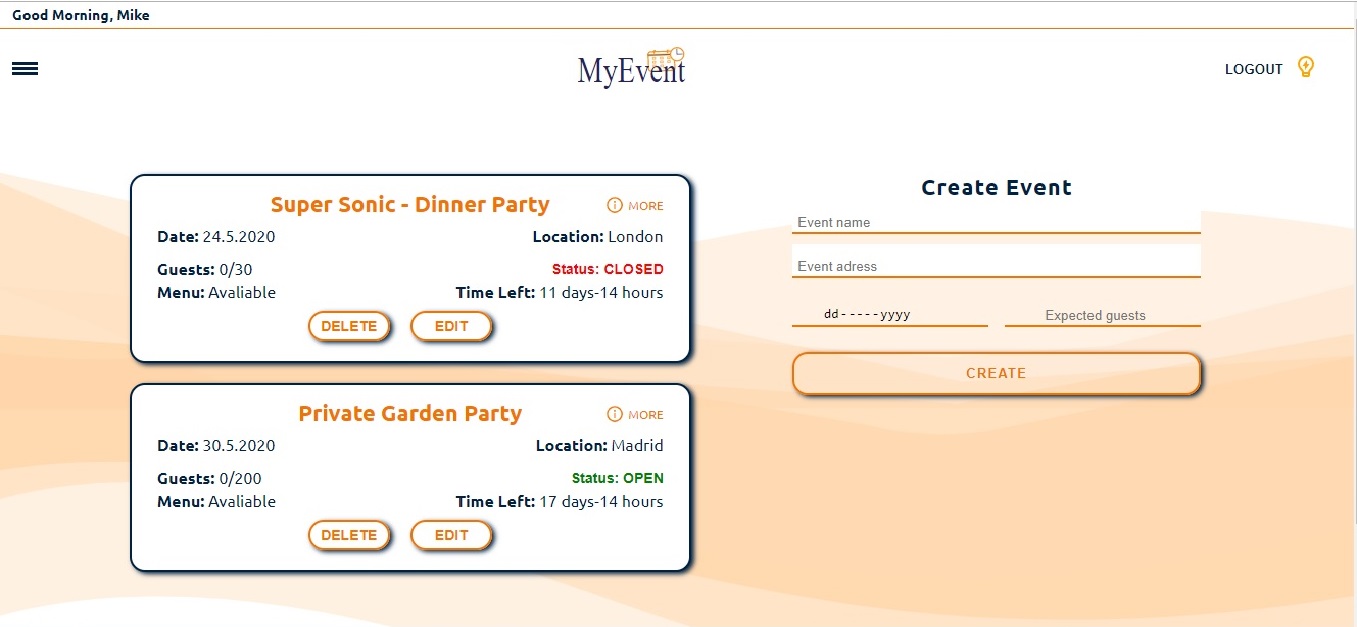 Good Morning, Mike
MyEvent
LOGOUT
Super Sonic - Dinner Party
MORE
Date: 24.5.2020
Location: London
Guests: 0/30
Status: CLOSED
Menu: Avaliable
Time Left: 11 days-14 hours
DELETE
EDIT
Private Garden Party
MORE
Date: 30.5.2020
Location: Madrid
Guests: 0/200
Status: OPEN
Menu: Avaliable
Time Left: 17 days-14 hours
DELETE
EDIT
Create Event
Event name
Event adress
dd-----yyyy
Expected guests
CREATE